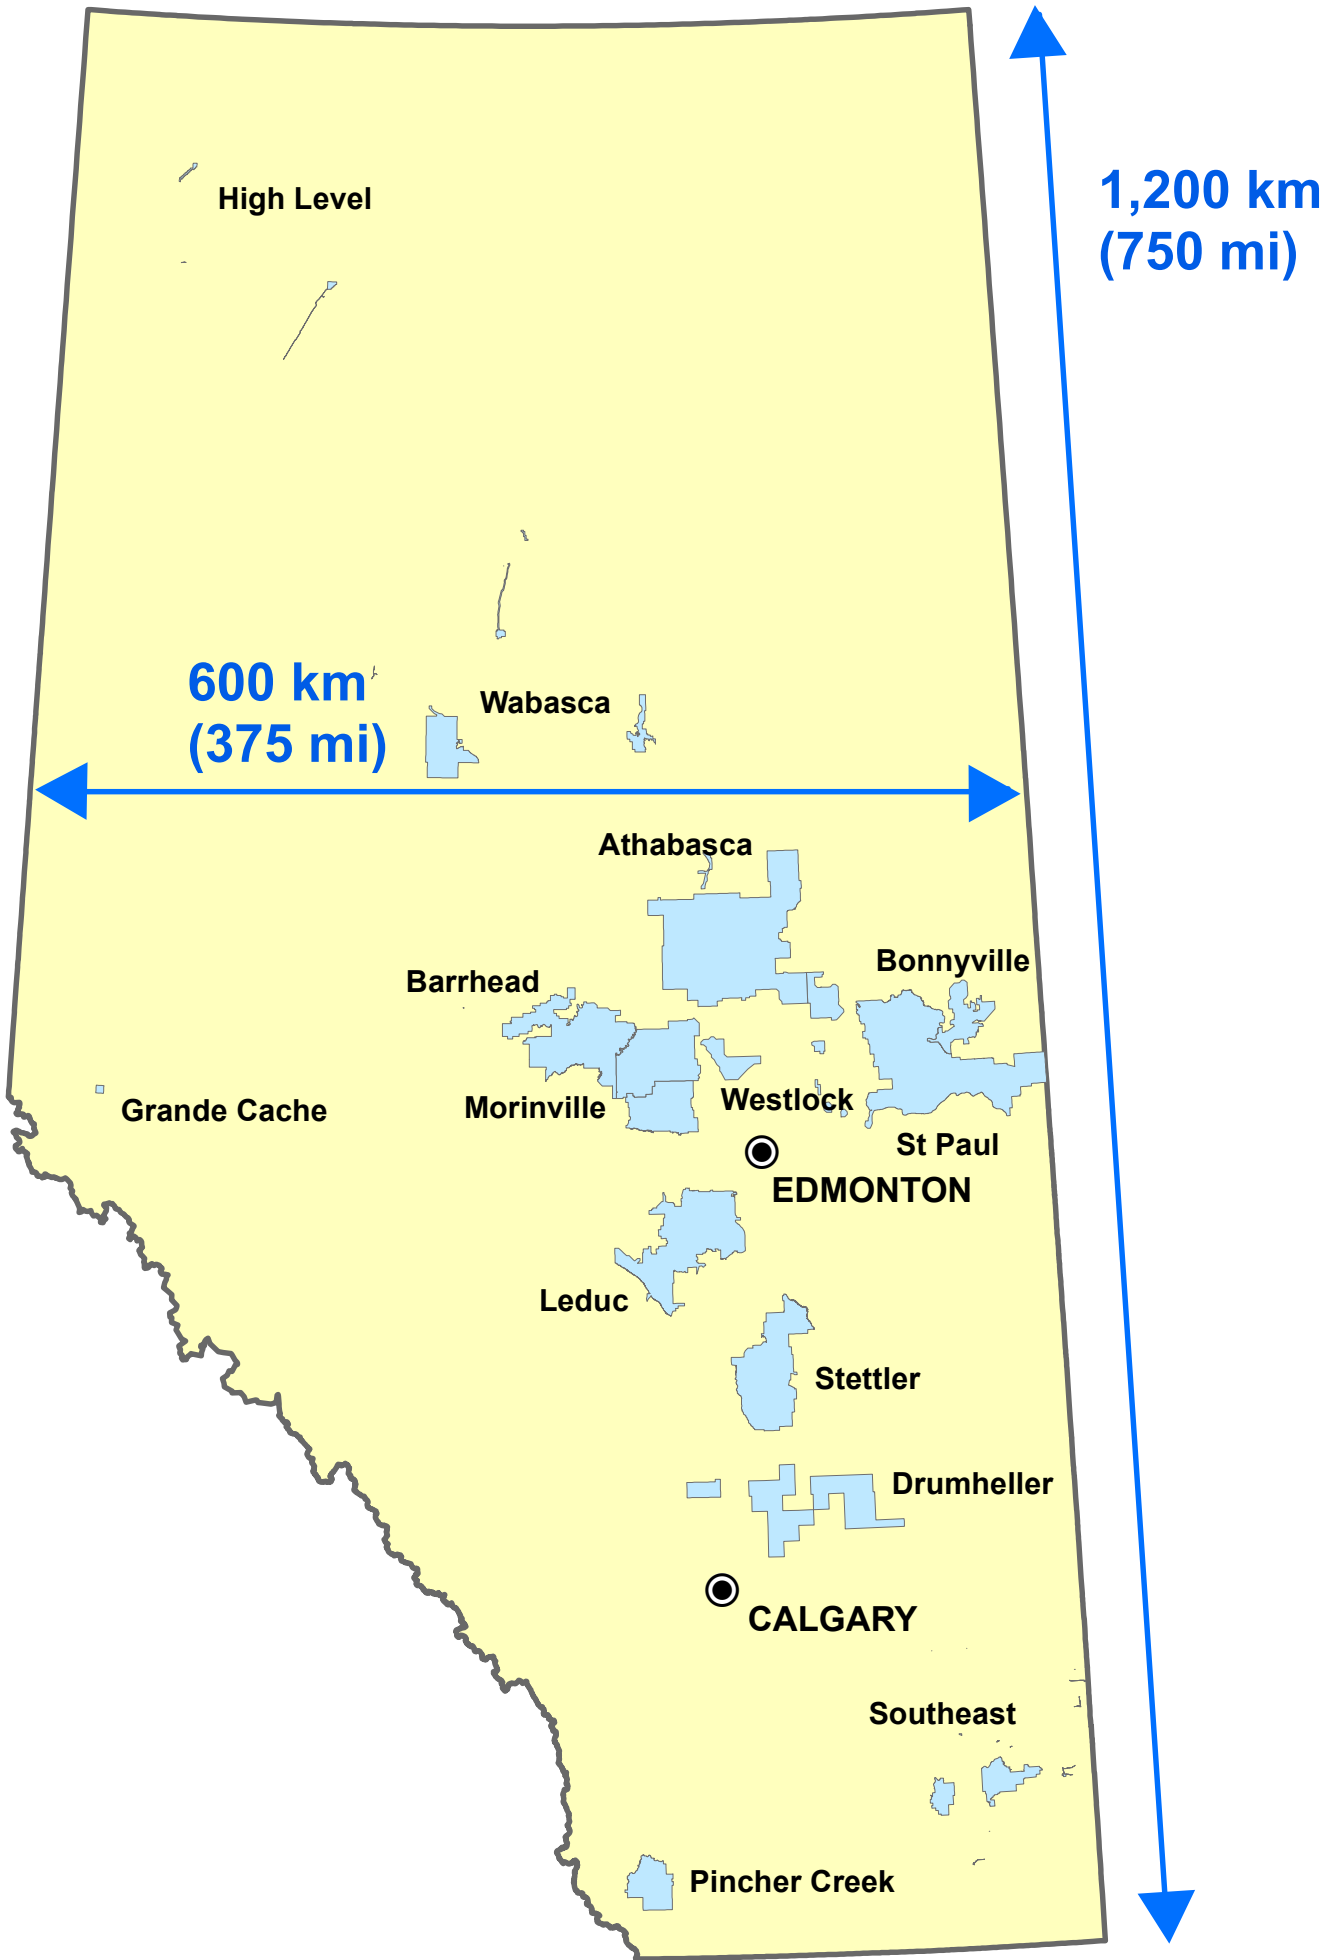 High Level
1,200 km
(750 mi)
600 km
(375 mi)
Wabasca
Athabasca
Barrhead
Bonnyville
Grande Cache
Morinville
Westlock
St Paul
EDMONTON
Leduc
Stettler
Drumheller
CALGARY
Southeast
Pincher Creek